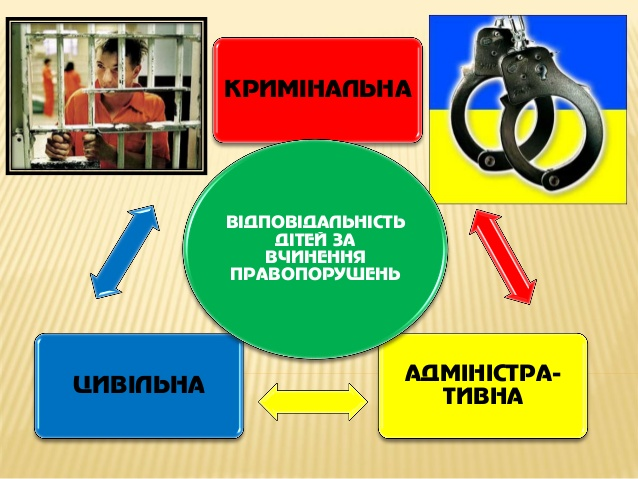 КРИМІНАЛЬНА
ВІДПОВІДАЛЬНІСТЬ
ДІТЕЙ ЗА
ВЧИНЕННЯ
ПРАВОПОРУШЕНЬ
ЦИВІЛЬНА
АДМІНІСТРА-
ТИВНА